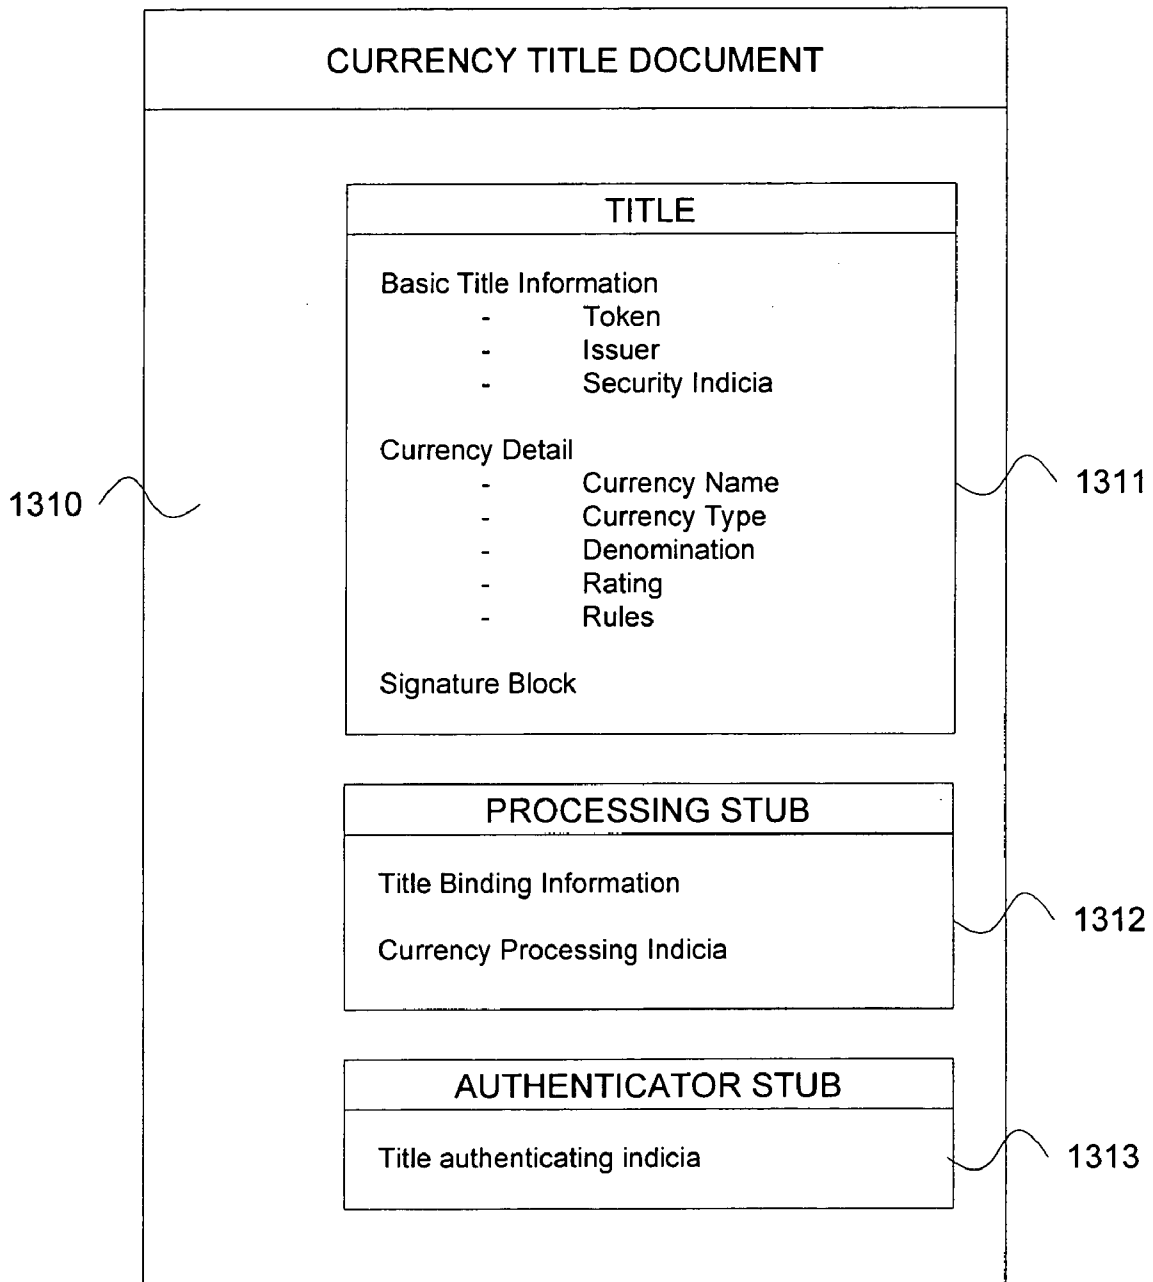 CURRENCY TITLE DOCUMENT
TITLE
Basic Title Information
- Token
- Issuer
- Security Indicia
Currency Detail
- Currency Name
- Currency Type
- Denomination
- Rating
- Rules
Signature Block
1310
1311
PROCESSING STUB
Title Binding Information
Currency Processing Indicia
1312
AUTHENTICATOR STUB
Title authenticating indicia
1313